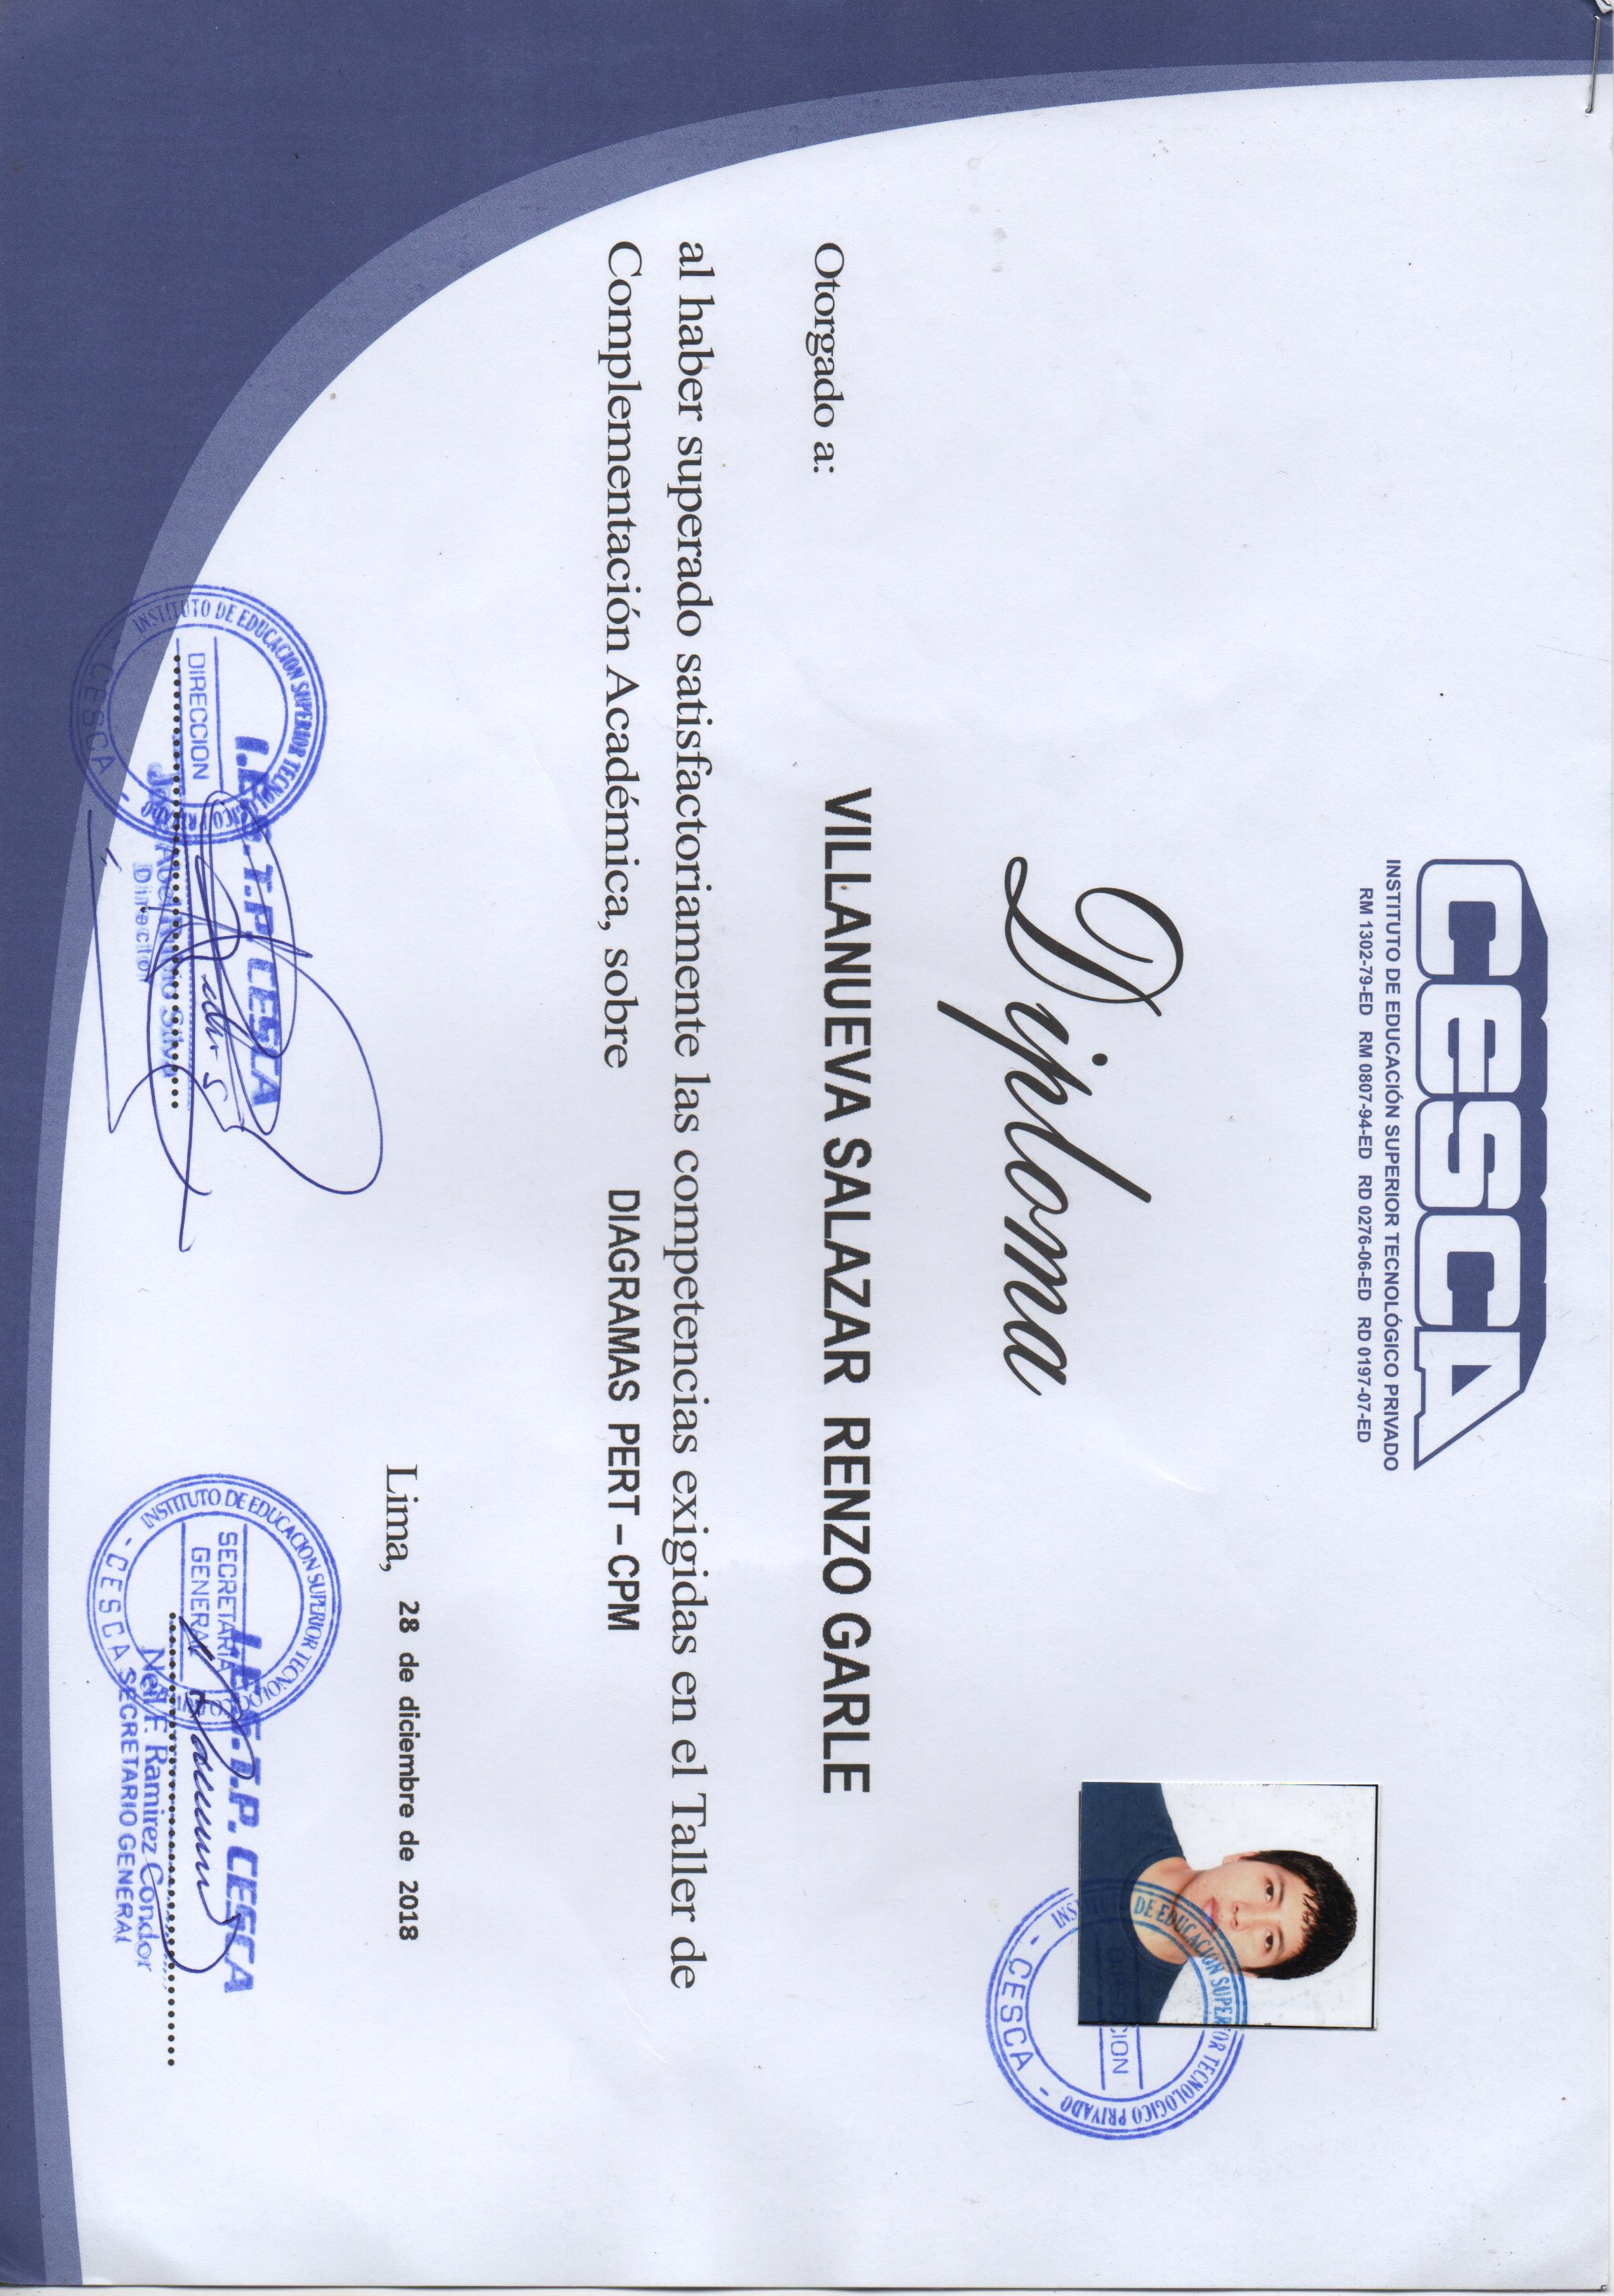 CESCA
INSTITUTO DE EDUCACIÓN SUPERIOR TECNOLÓGICO PRIVADO
RM 1302-79-ED RM 0807-94-ED RD 0276-06-ED RD 0197-07-ED
DE EDUCACION SUPERIOR TECNOLOGICO PRIVADO
DIRECCION
- CESCA -
Diploma
Otorgado a: VILLANUEVA SALAZAR RENZO GARLE
al haber superado satisfactoriamente las competencias exigidas en el Taller de
Complementación Académica, sobre DIAGRAMAS PERT – CPM
Lima, 28 de diciembre de 2018
INSTITUTO DE EDUCACION SUPERIOR TECNOLOGICO PRIVADO
DIRECCION
- CESCA -
I.E.S.T.P. CESCA
Abel Rubio Silva
Director
INSTITUTO DE EDUCACION SUPERIOR TECNOLOGICO
SECRETARIA
GENERAL
- CESCA
I.E.S.T.P. CESCA
Neil F. Ramirez Condor
SECRETARIO GENERAL